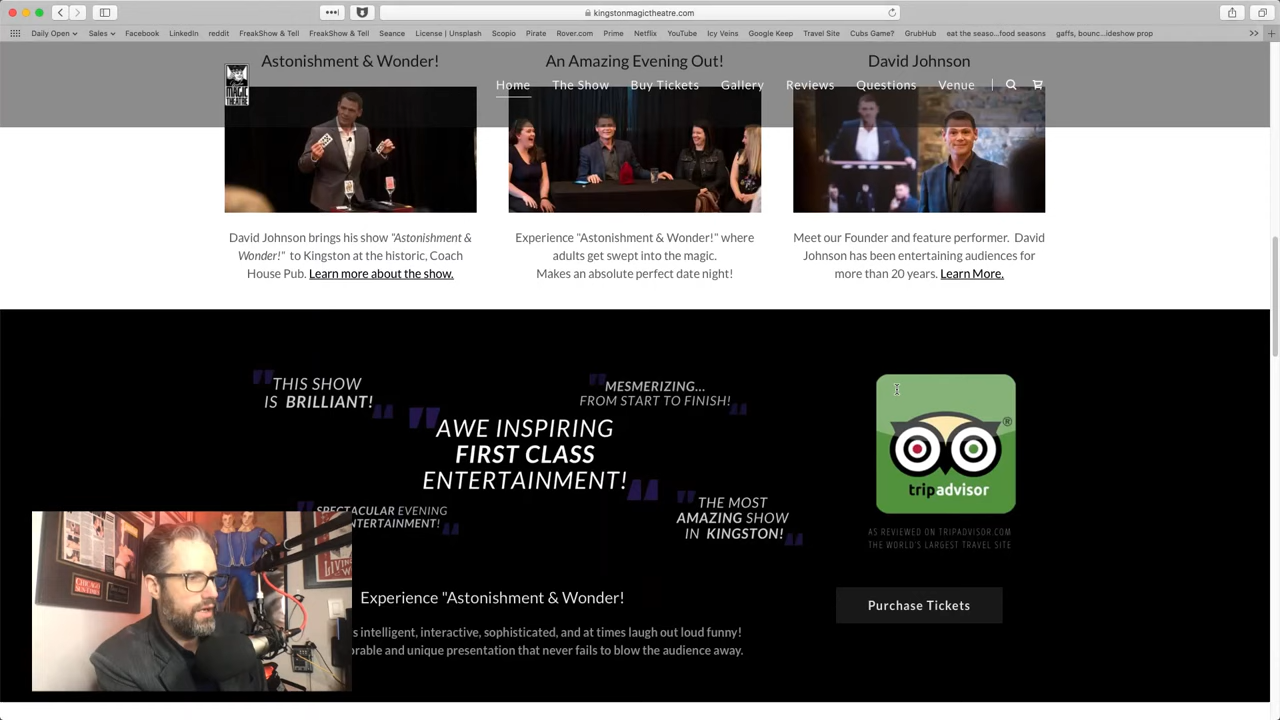 kingstonmagictheatre.com
Daily Open Sales Facebook LinkedIn reddit FreakShow & Tell FreakShow & Tell Seance License | Unsplash Scopio Pirate Rover.com Prime Netflix YouTube Icy Veins Google Keep Travel Site Cubs Game? GrubHub eat the seaso...food seasons gaffs, bounc...ideshow prop
Astonishment & Wonder! An Amazing Evening Out! David Johnson
MAGIC
THEATRE
Home The Show Buy Tickets Gallery Reviews Questions Venue
David Johnson brings his show "Astonishment &
Wonder!" to Kingston at the historic, Coach
House Pub. Learn more about the show.
Experience "Astonishment & Wonder!" where
adults get swept into the magic.
Makes an absolute perfect date night!
Meet our Founder and feature performer. David
Johnson has been entertaining audiences for
more than 20 years. Learn More.
"THIS SHOW
IS BRILLIANT!"
"MESMERIZING...
FROM START TO FINISH!"
"AWE INSPIRING
FIRST CLASS
ENTERTAINMENT!"
"SPECTACULAR EVENING
NTERTAINMENT!"
"THE MOST
AMAZING SHOW
IN KINGSTON!"
tripadvisor®
AS REVIEWED ON TRIPADVISOR.COM
THE WORLD'S LARGEST TRAVEL SITE
Purchase Tickets
Experience "Astonishment & Wonder!
s intelligent, interactive, sophisticated, and at times laugh out loud funny!
orable and unique presentation that never fails to blow the audience away.
CHICAGO
SUN-TIMES
LIVING